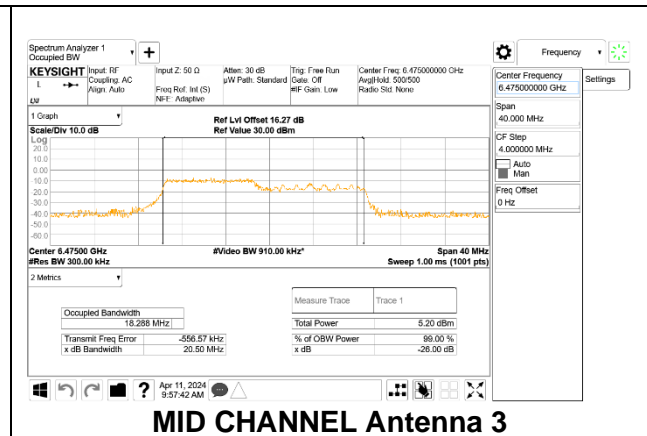 Spectrum Analyzer 1
Occupied BW
KEYSIGHT
Input: RF
Coupling: AC
Align: Auto
Input Z: 50 Ω
Freq Ref: Int (S)
NFE: Adaptive
Atten: 30 dB
µW Path: Standard
Trig: Free Run
Gate: Off
#IF Gain: Low
Center Freq: 6.475000000 GHz
Avg|Hold: 500/500
Radio Std: None
Frequency
Center Frequency
6.475000000 GHz
Settings
Span
40.000 MHz
CF Step
4.000000 MHz
Auto
Man
Freq Offset
0 Hz
1 Graph
Scale/Div 10.0 dB
Ref Lvl Offset 16.27 dB
Ref Value 30.00 dBm
Log
20.0
10.0
0.00
-10.0
-20.0
-30.0
-40.0
-50.0
-60.0
Center 6.47500 GHz
#Res BW 300.00 kHz
#Video BW 910.00 kHz*
Span 40 MHz
Sweep 1.00 ms (1001 pts)
2 Metrics
Occupied Bandwidth
18.288 MHz
Transmit Freq Error -556.57 kHz
x dB Bandwidth 20.50 MHz
Measure Trace Trace 1
Total Power 5.20 dBm
% of OBW Power 99.00 %
x dB -26.00 dB
Apr 11, 2024
9:57:42 AM
MID CHANNEL Antenna 3